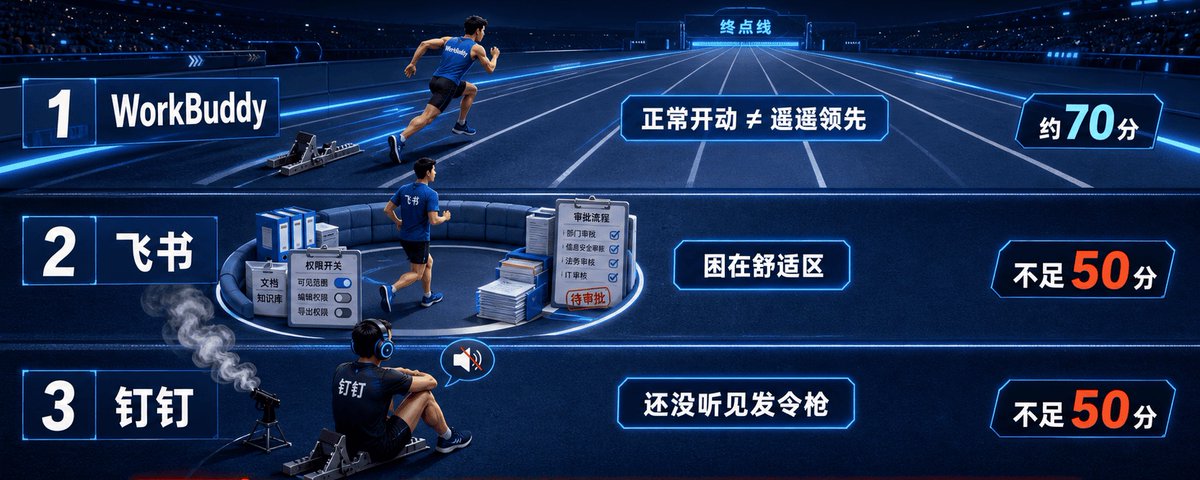 终点线
WorkBuddy
1
WorkBuddy
正常开动 ≠ 遥遥领先
约70分
飞书
2
飞书
文档
知识库
权限开关
可见范围
编辑权限
导出权限
审批流程
部门审核
信息安全审核
法务审核
IT审核
待审批
困在舒适区
不足50分
3
钉钉
钉钉
还没听见发令枪
不足50分